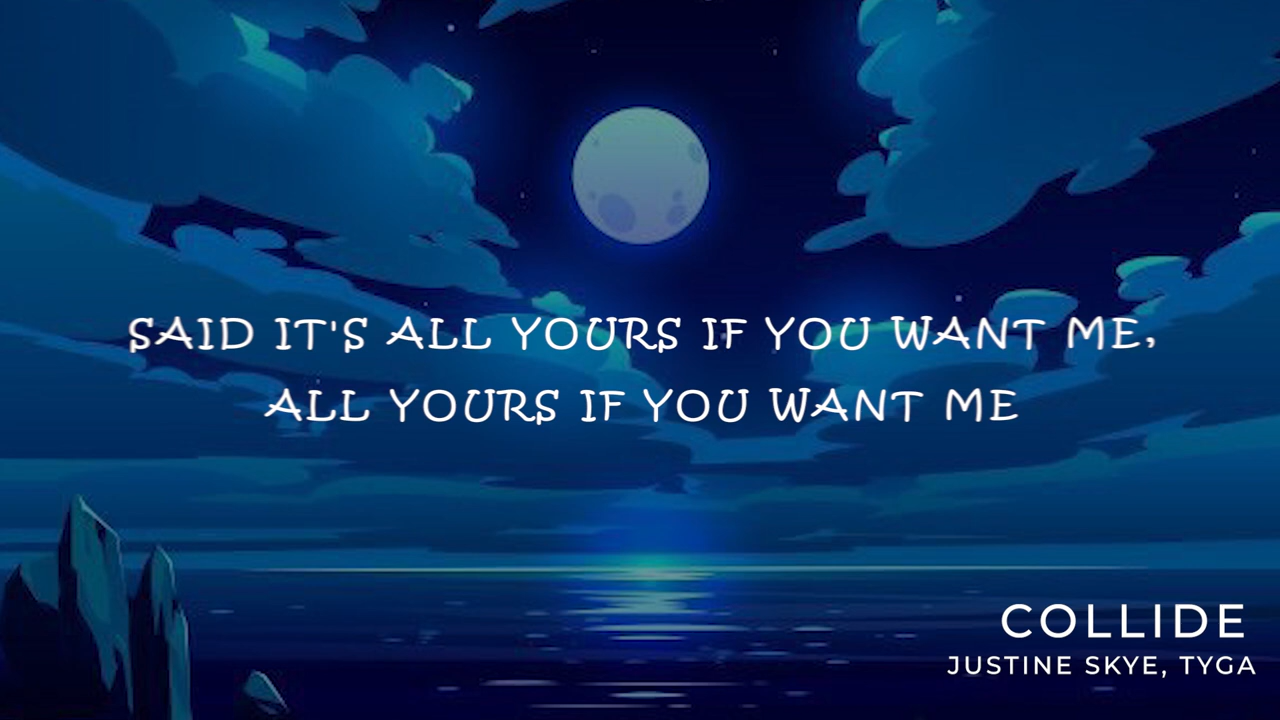 SAID IT'S ALL YOURS IF YOU WANT ME,
ALL YOURS IF YOU WANT ME
COLLIDE
JUSTINE SKYE, TYGA